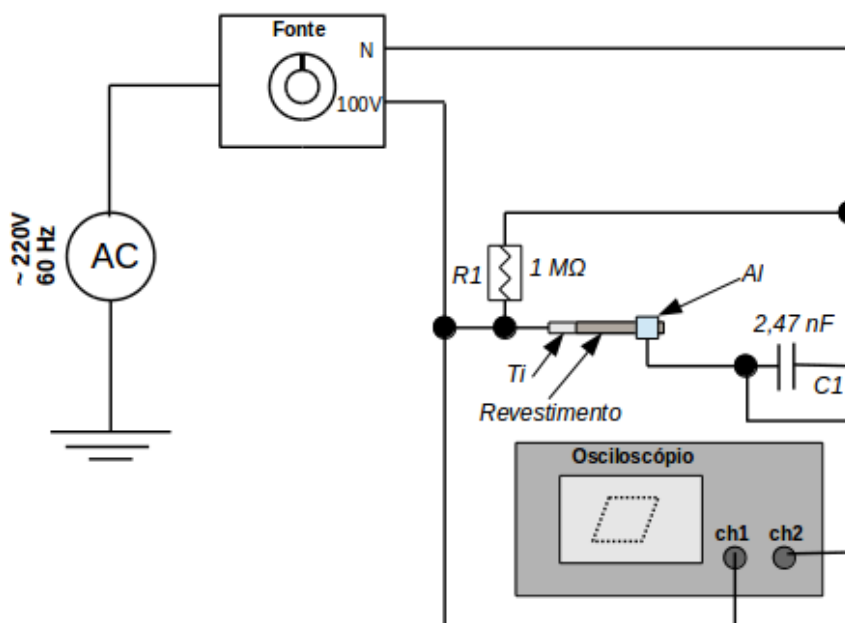 Fonte
N
100V
~ 220V
60 Hz
AC
R1
1 MΩ
Al
2,47 nF
Ti
C1
Revestimento
Osciloscópio
ch1
ch2